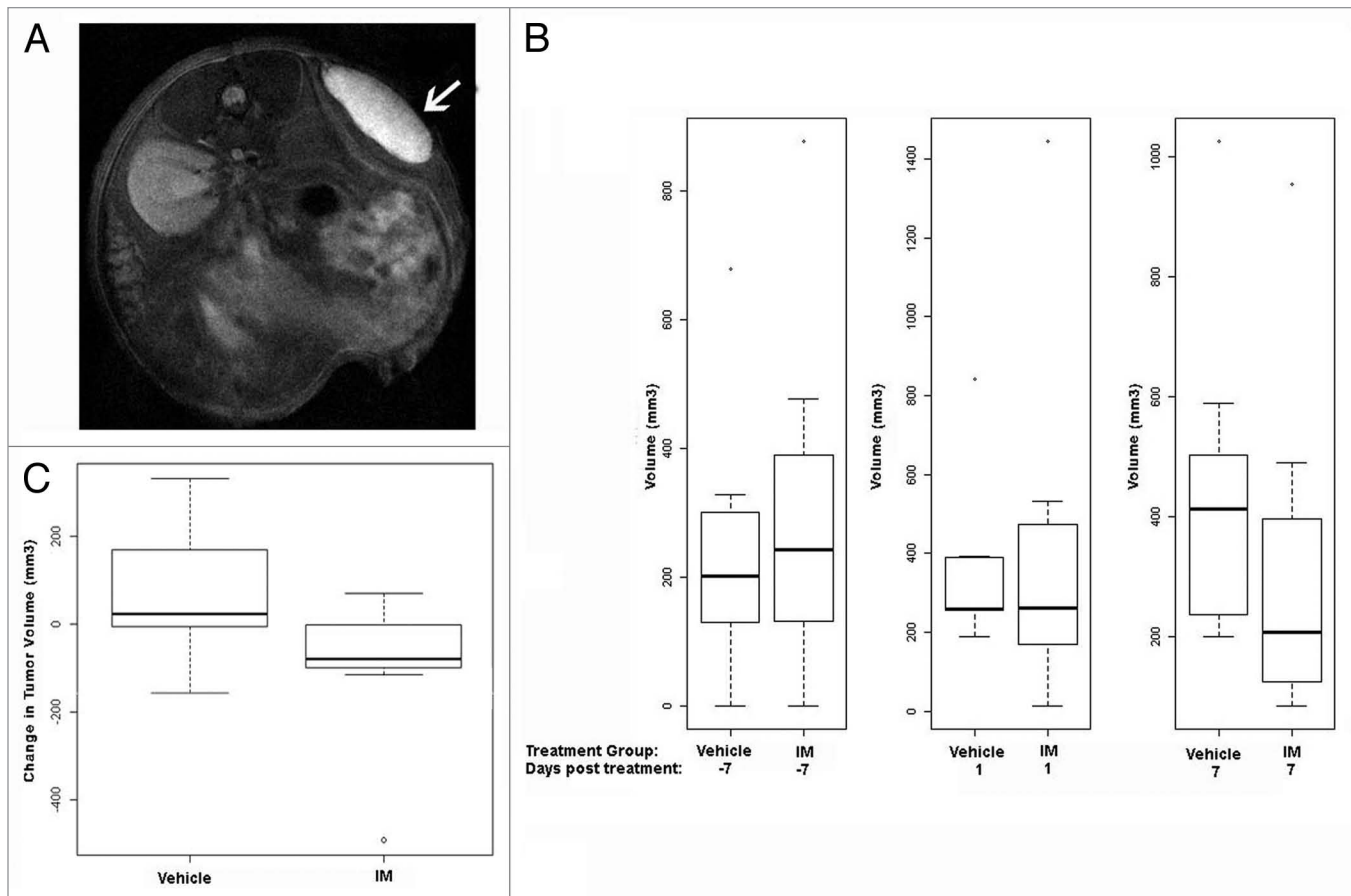 A
B
C
Volume (mm3)
0
200
400
600
800
Volume (mm3)
0
200
400
600
800
1000
1200
1400
Volume (mm3)
200
400
600
800
1000
Treatment Group: Vehicle IM Vehicle IM Vehicle IM
Days post treatment: -7 -7 1 1 7 7
Change in Tumor Volume (mm3)
-400
-200
0
200
Vehicle IM